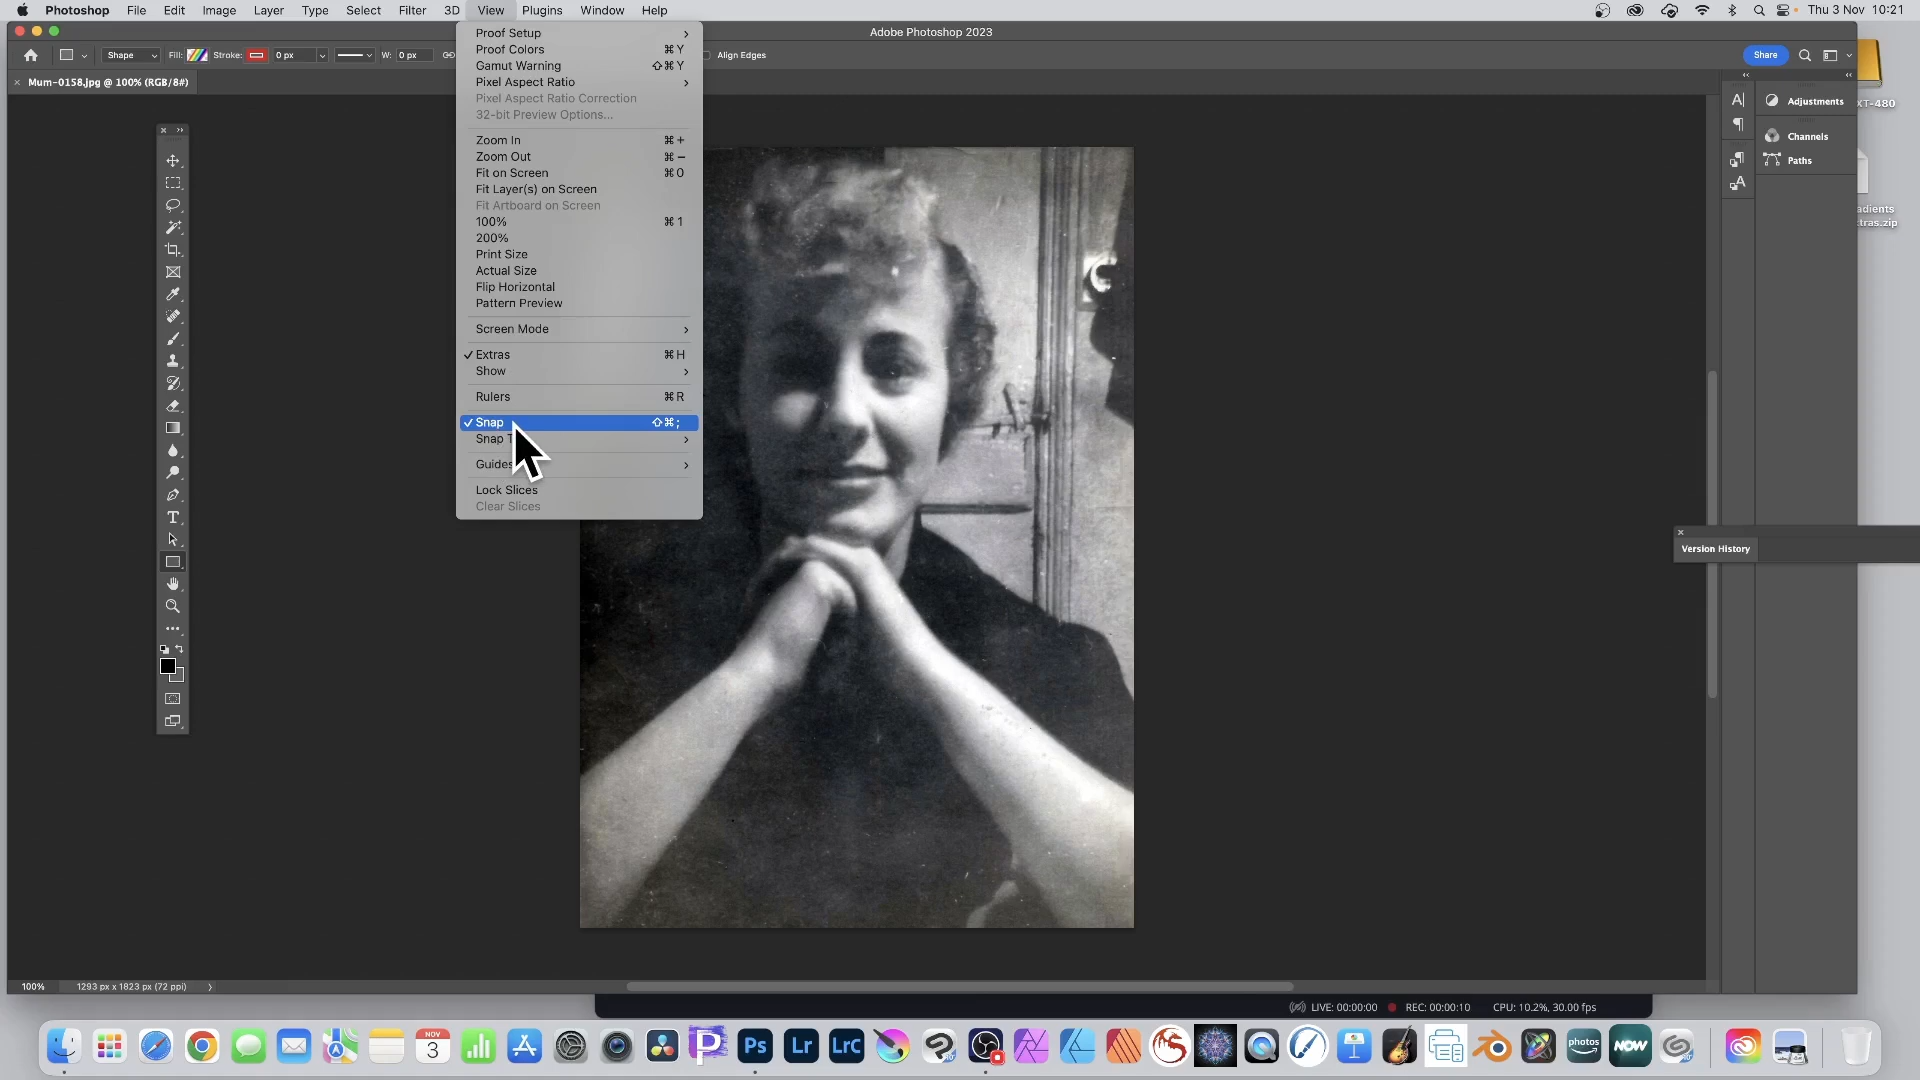 Photoshop File Edit Image Layer Type Select Filter 3D View Plugins Window Help Thu 3 Nov 10:21
Adobe Photoshop 2023
Shape Fill: Stroke: 0 px W: 0 px Align Edges Share
× Mum-0158.jpg @ 100% (RGB/8#)
Proof Setup >
Proof Colors ⌘Y
Gamut Warning ⇧⌘Y
Pixel Aspect Ratio >
Pixel Aspect Ratio Correction
32-bit Preview Options...
Zoom In ⌘+
Zoom Out ⌘–
Fit on Screen ⌘0
Fit Layer(s) on Screen
Fit Artboard on Screen
100% ⌘1
200%
Print Size
Actual Size
Flip Horizontal
Pattern Preview
Screen Mode >
✓ Extras ⌘H
Show >
Rulers ⌘R
✓ Snap ⇧⌘;
Snap >
Guides >
Lock Slices
Clear Slices
Adjustments
Channels
Paths
XT-480
adients
tras.zip
Version History
100% 1293 px x 1823 px (72 ppi) >
LIVE: 00:00:00 REC: 00:00:10 CPU: 10.2%, 30.00 fps
NOV
3
Ps Lr LrC
photos
NOW